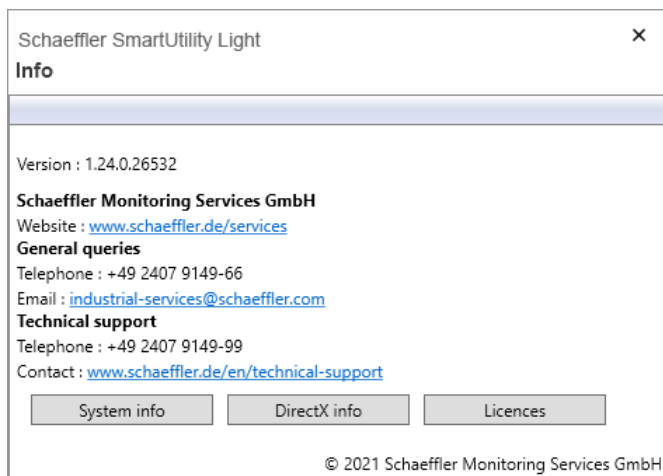 Schaeffler SmartUtility Light
Info
Version : 1.24.0.26532
Schaeffler Monitoring Services GmbH
Website : www.schaeffler.de/services
General queries
Telephone : +49 2407 9149-66
Email : industrial-services@schaeffler.com
Technical support
Telephone : +49 2407 9149-99
Contact : www.schaeffler.de/en/technical-support
System info DirectX info Licences
© 2021 Schaeffler Monitoring Services GmbH